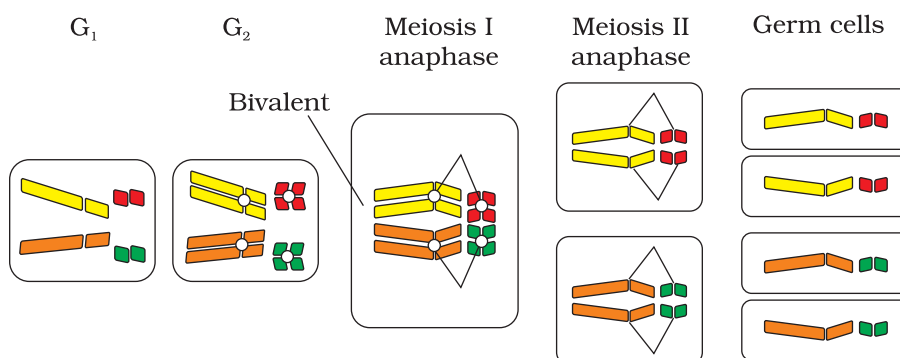 G₁
G₂
Meiosis I
anaphase
Meiosis II
anaphase
Germ cells
Bivalent